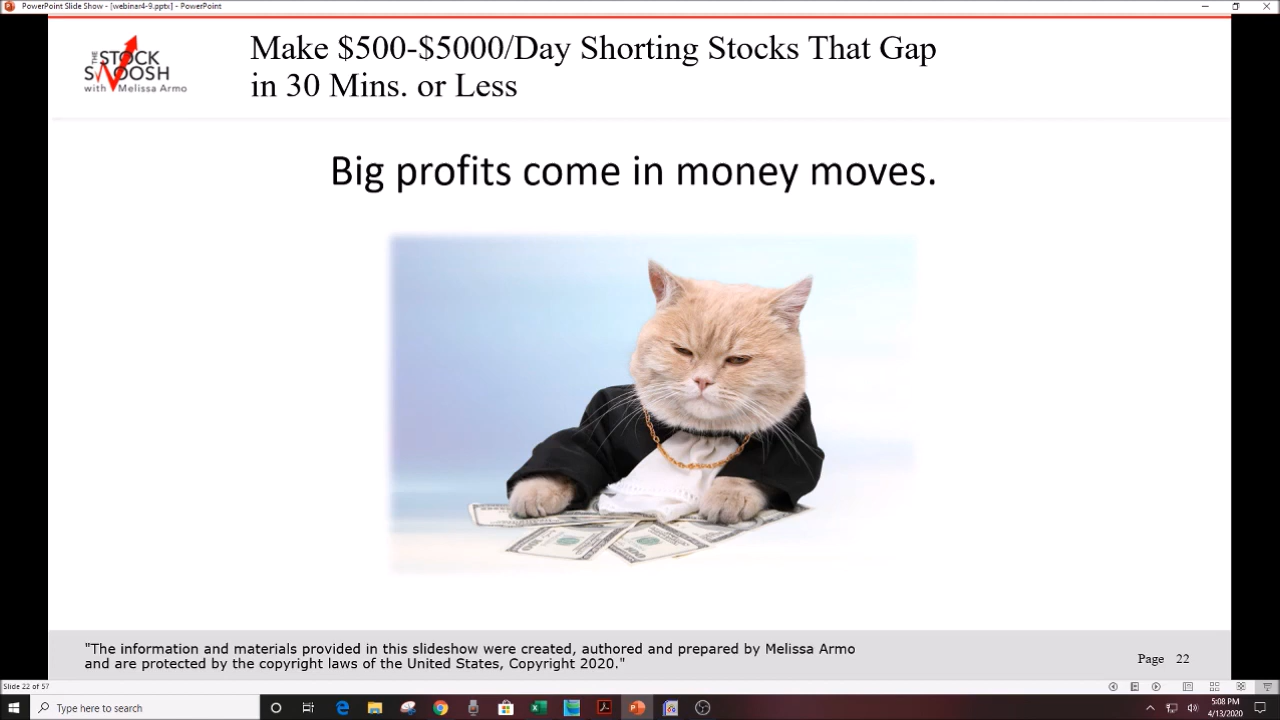 PowerPoint Slide Show - [webinar4-9.pptx] - PowerPoint
THE
STOCK
SWOOSH
with Melissa Armo
Make $500-$5000/Day Shorting Stocks That Gap
in 30 Mins. or Less
Big profits come in money moves.
"The information and materials provided in this slideshow were created, authored and prepared by Melissa Armo
and are protected by the copyright laws of the United States, Copyright 2020."
Page 22
Slide 22 of 57
Type here to search
5:08 PM
4/13/2020